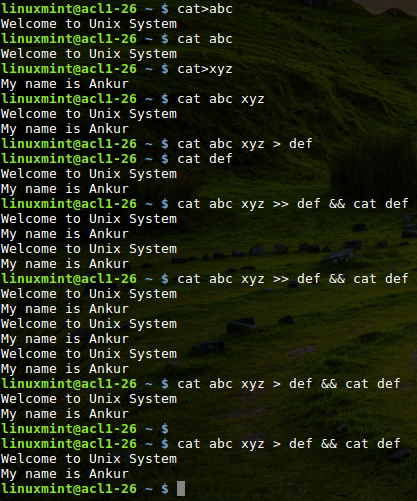 linuxmint@acl1-26 ~ $ cat>abc
Welcome to Unix System
linuxmint@acl1-26 ~ $ cat abc
Welcome to Unix System
linuxmint@acl1-26 ~ $ cat>xyz
My name is Ankur
linuxmint@acl1-26 ~ $ cat abc xyz
Welcome to Unix System
My name is Ankur
linuxmint@acl1-26 ~ $ cat abc xyz > def
linuxmint@acl1-26 ~ $ cat def
Welcome to Unix System
My name is Ankur
linuxmint@acl1-26 ~ $ cat abc xyz >> def && cat def
Welcome to Unix System
My name is Ankur
Welcome to Unix System
My name is Ankur
linuxmint@acl1-26 ~ $ cat abc xyz >> def && cat def
Welcome to Unix System
My name is Ankur
Welcome to Unix System
My name is Ankur
Welcome to Unix System
My name is Ankur
linuxmint@acl1-26 ~ $ cat abc xyz > def && cat def
Welcome to Unix System
My name is Ankur
linuxmint@acl1-26 ~ $
linuxmint@acl1-26 ~ $ cat abc xyz > def && cat def
Welcome to Unix System
My name is Ankur
linuxmint@acl1-26 ~ $